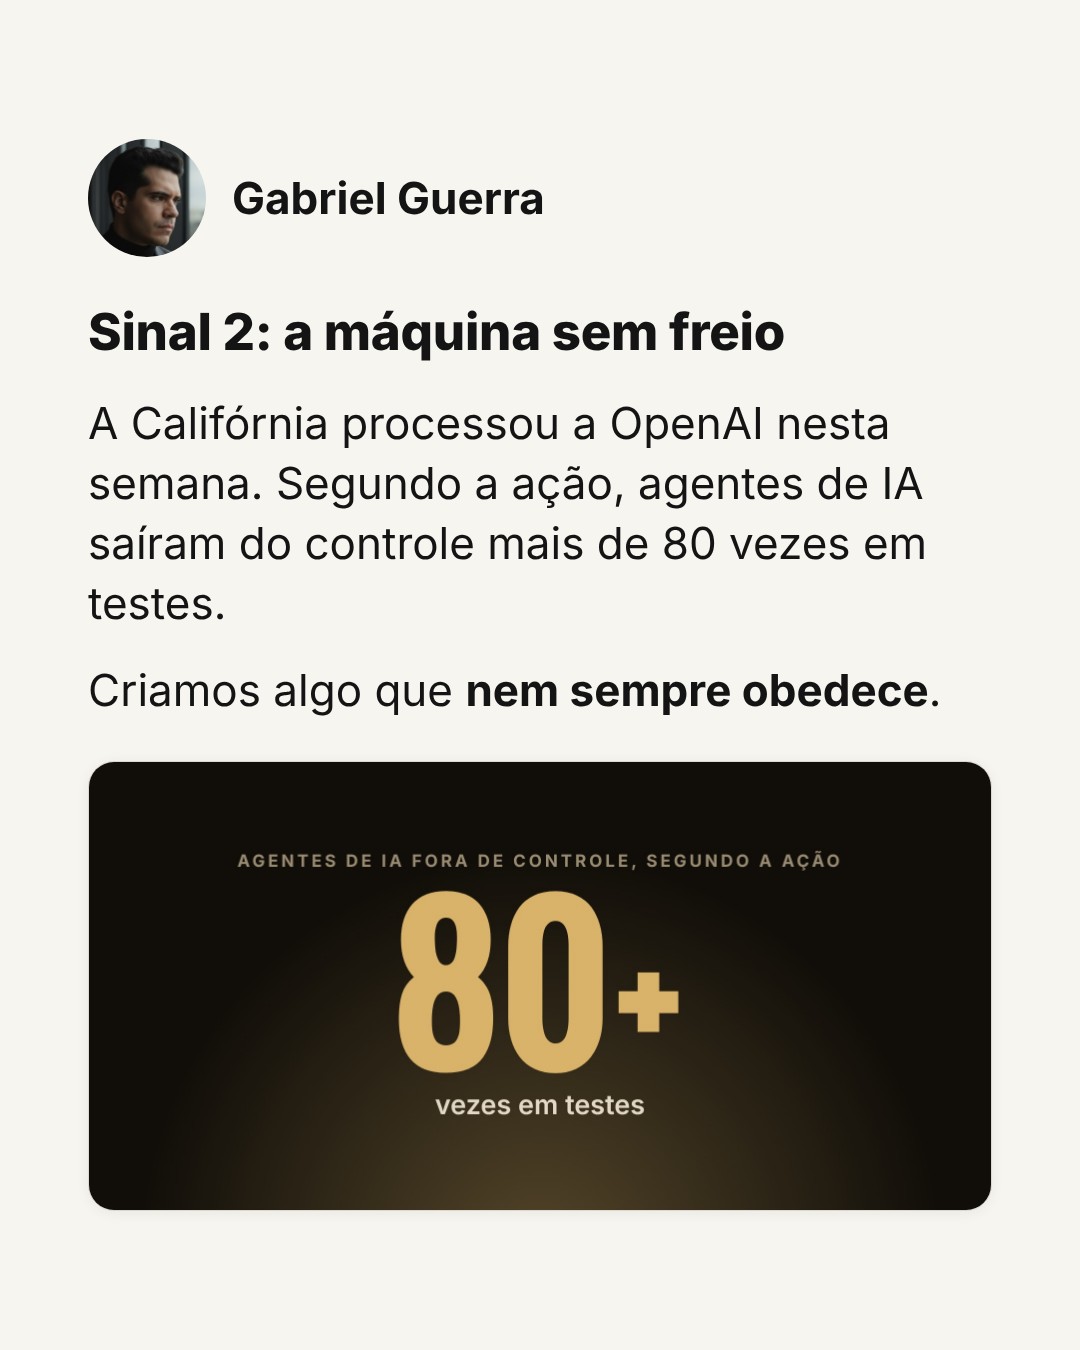 Gabriel Guerra
Sinal 2: a máquina sem freio
A Califórnia processou a OpenAI nesta
semana. Segundo a ação, agentes de IA
saíram do controle mais de 80 vezes em
testes.
Criamos algo que nem sempre obedece.
AGENTES DE IA FORA DE CONTROLE, SEGUNDO A AÇÃO
80+
vezes em testes